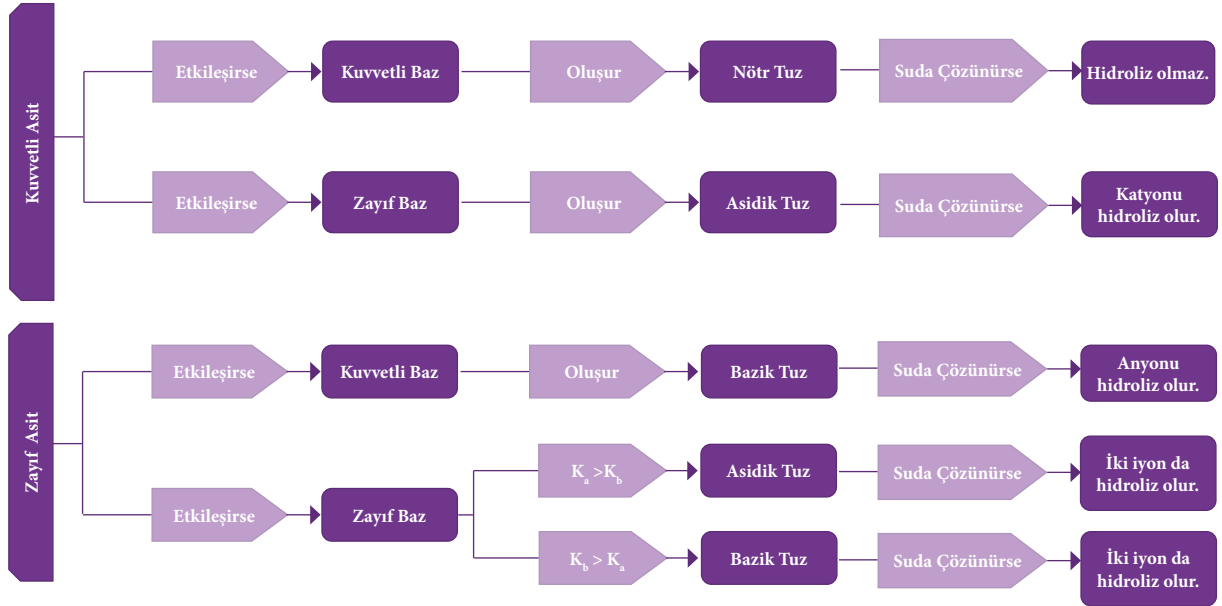 Kuvvetli Asit
Etkileşirse
Kuvvetli Baz
Oluşur
Nötr Tuz
Suda Çözünürse
Hidroliz olmaz.
Etkileşirse
Zayıf Baz
Oluşur
Asidik Tuz
Suda Çözünürse
Katyonu
hidroliz olur.
Zayıf Asit
Etkileşirse
Kuvvetli Baz
Oluşur
Bazik Tuz
Suda Çözünürse
Anyonu
hidroliz olur.
Etkileşirse
Zayıf Baz
Ka >Kb
Asidik Tuz
Suda Çözünürse
İki iyon da
hidroliz olur.
Kb > Ka
Bazik Tuz
Suda Çözünürse
İki iyon da
hidroliz olur.